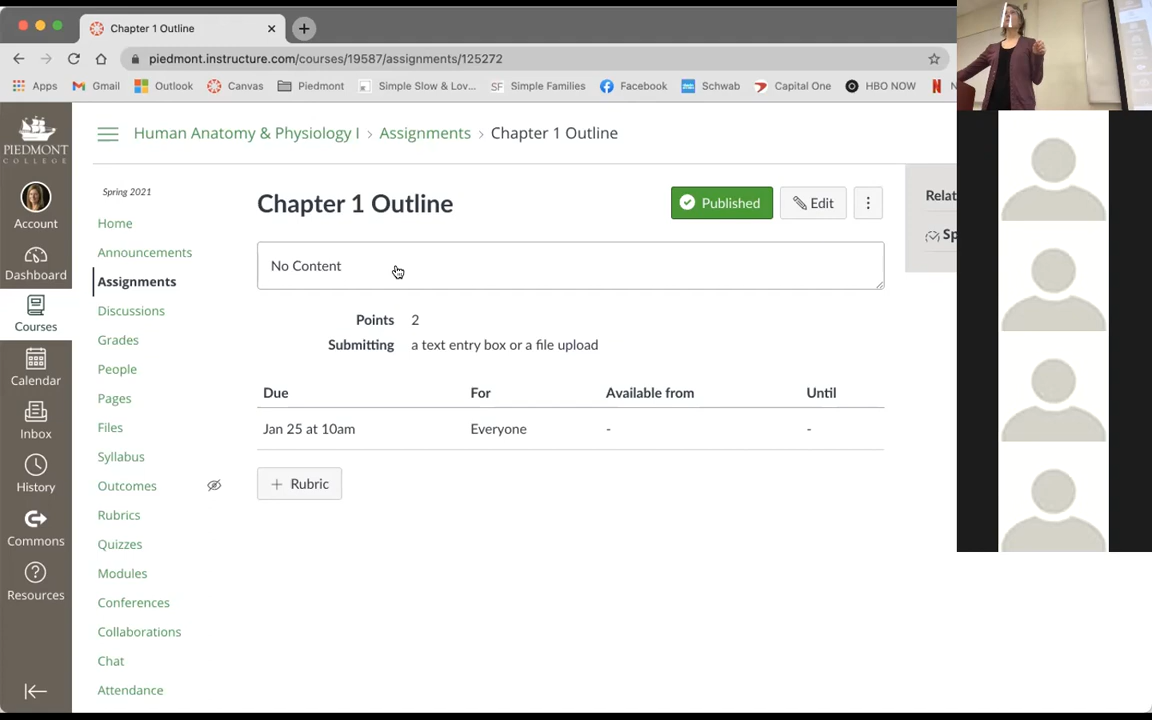 Chapter 1 Outline
piedmont.instructure.com/courses/19587/assignments/125272
Apps Gmail Outlook Canvas Piedmont Simple Slow & Lov... SF Simple Families Facebook Schwab Capital One HBO NOW N
PIEDMONT
COLLEGE
Account
Dashboard
Courses
Calendar
Inbox
History
Commons
Resources
Human Anatomy & Physiology I › Assignments › Chapter 1 Outline
Spring 2021
Home
Announcements
Assignments
Discussions
Grades
People
Pages
Files
Syllabus
Outcomes
Rubrics
Quizzes
Modules
Conferences
Collaborations
Chat
Attendance
Chapter 1 Outline
Published Edit
No Content
Points 2
Submitting a text entry box or a file upload
Due For Available from Until
Jan 25 at 10am Everyone - -
+ Rubric
Relat
Sp